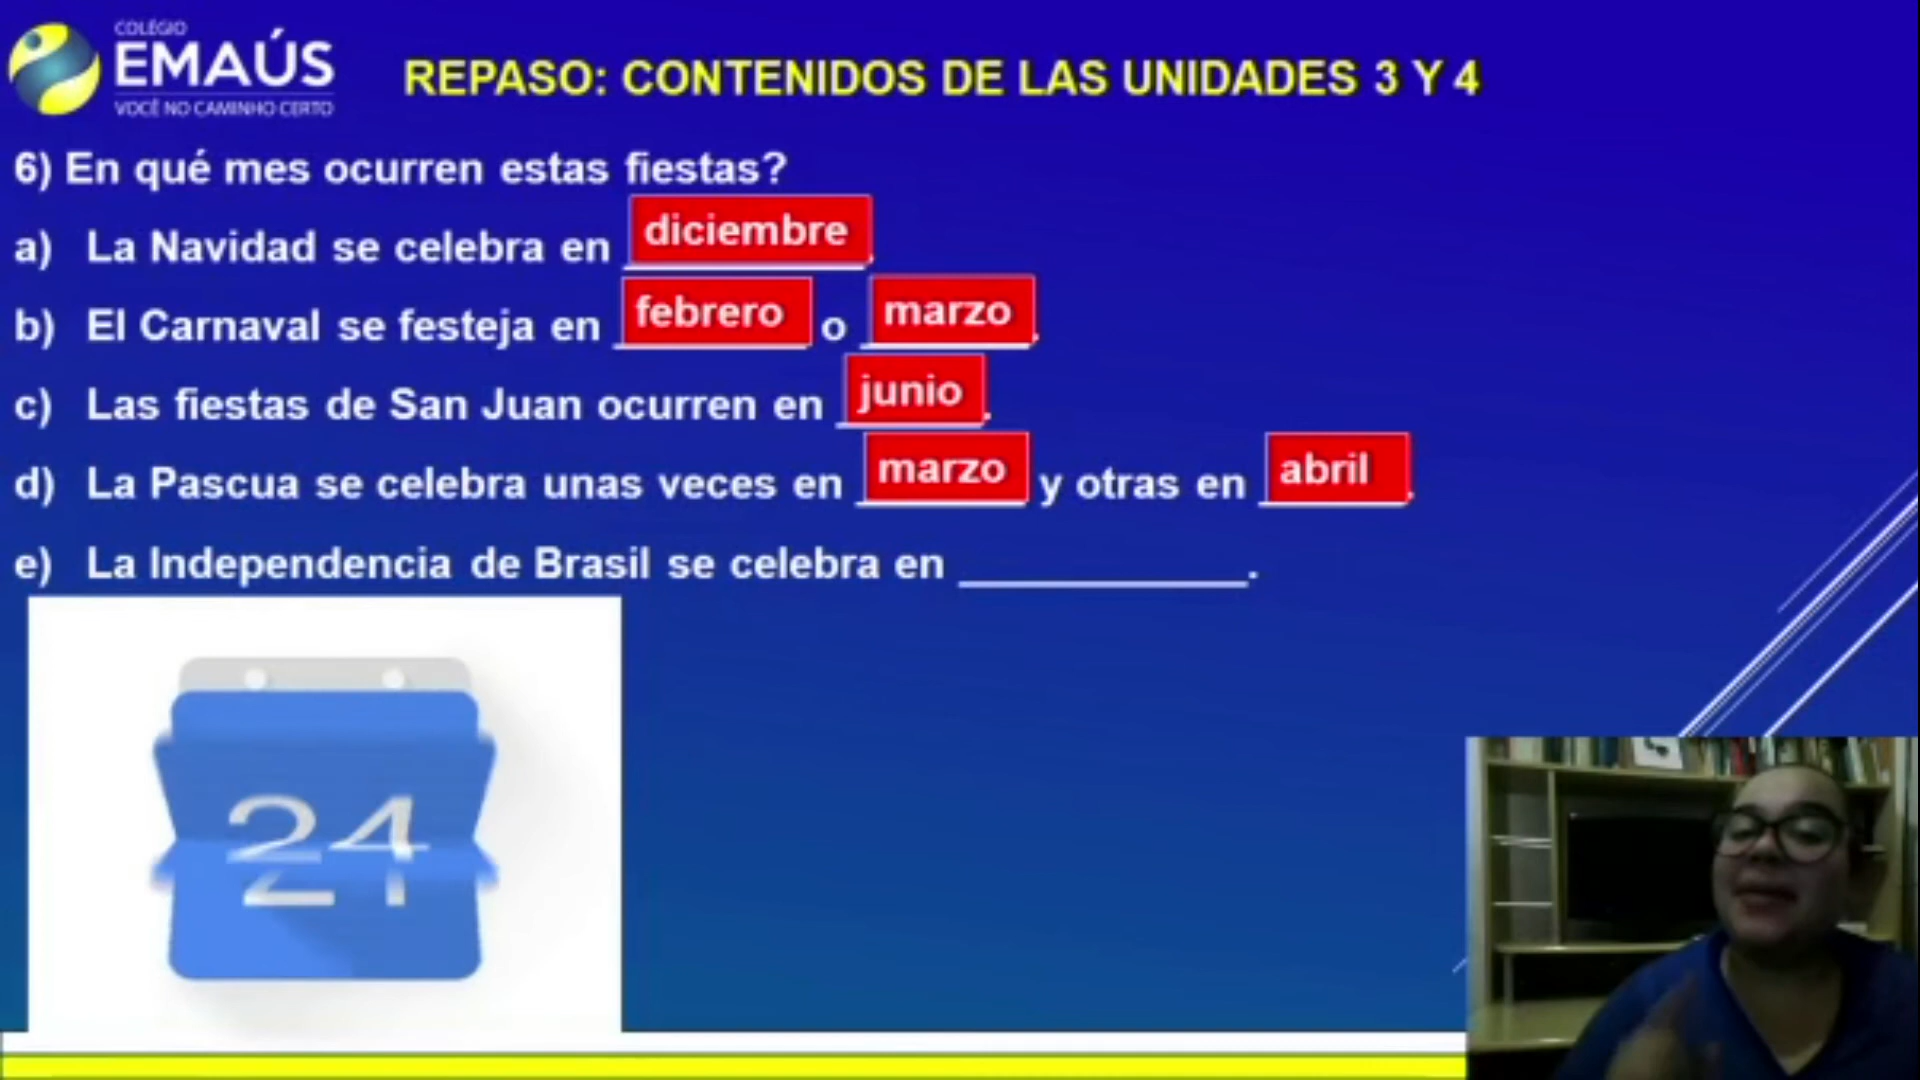 COLÉGIO
EMAÚS
VOCÊ NO CAMINHO CERTO
REPASO: CONTENIDOS DE LAS UNIDADES 3 Y 4
6) En qué mes ocurren estas fiestas?
a) La Navidad se celebra en diciembre.
b) El Carnaval se festeja en febrero o marzo.
c) Las fiestas de San Juan ocurren en junio.
d) La Pascua se celebra unas veces en marzo y otras en abril.
e) La Independencia de Brasil se celebra en ____________.
24